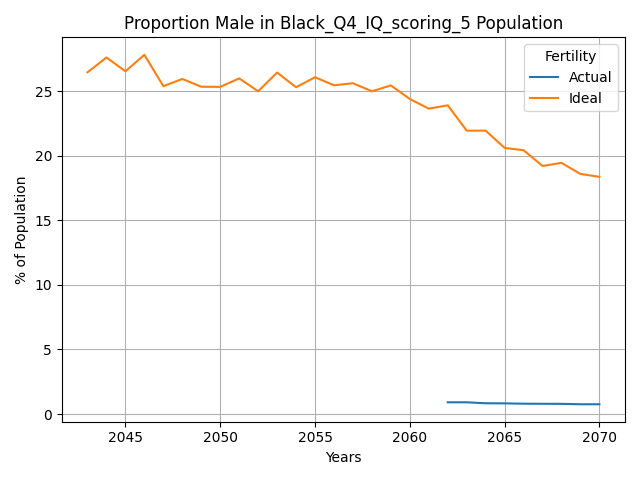 Proportion Male in Black_Q4_IQ_scoring_5 Population
Fertility
Actual
Ideal
% of Population
25
20
15
10
5
0
2045 2050 2055 2060 2065 2070
Years